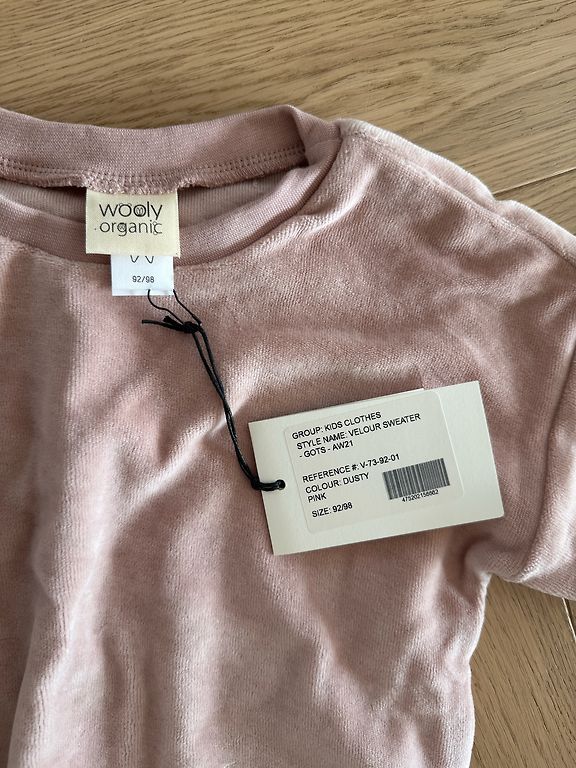 wooly
organic
92/98
GROUP: KIDS CLOTHES
STYLE NAME: VELOUR SWEATER
- GOTS - AW21
REFERENCE #: V-73-92-01
COLOUR: DUSTY
PINK
475202158662
SIZE: 92/98